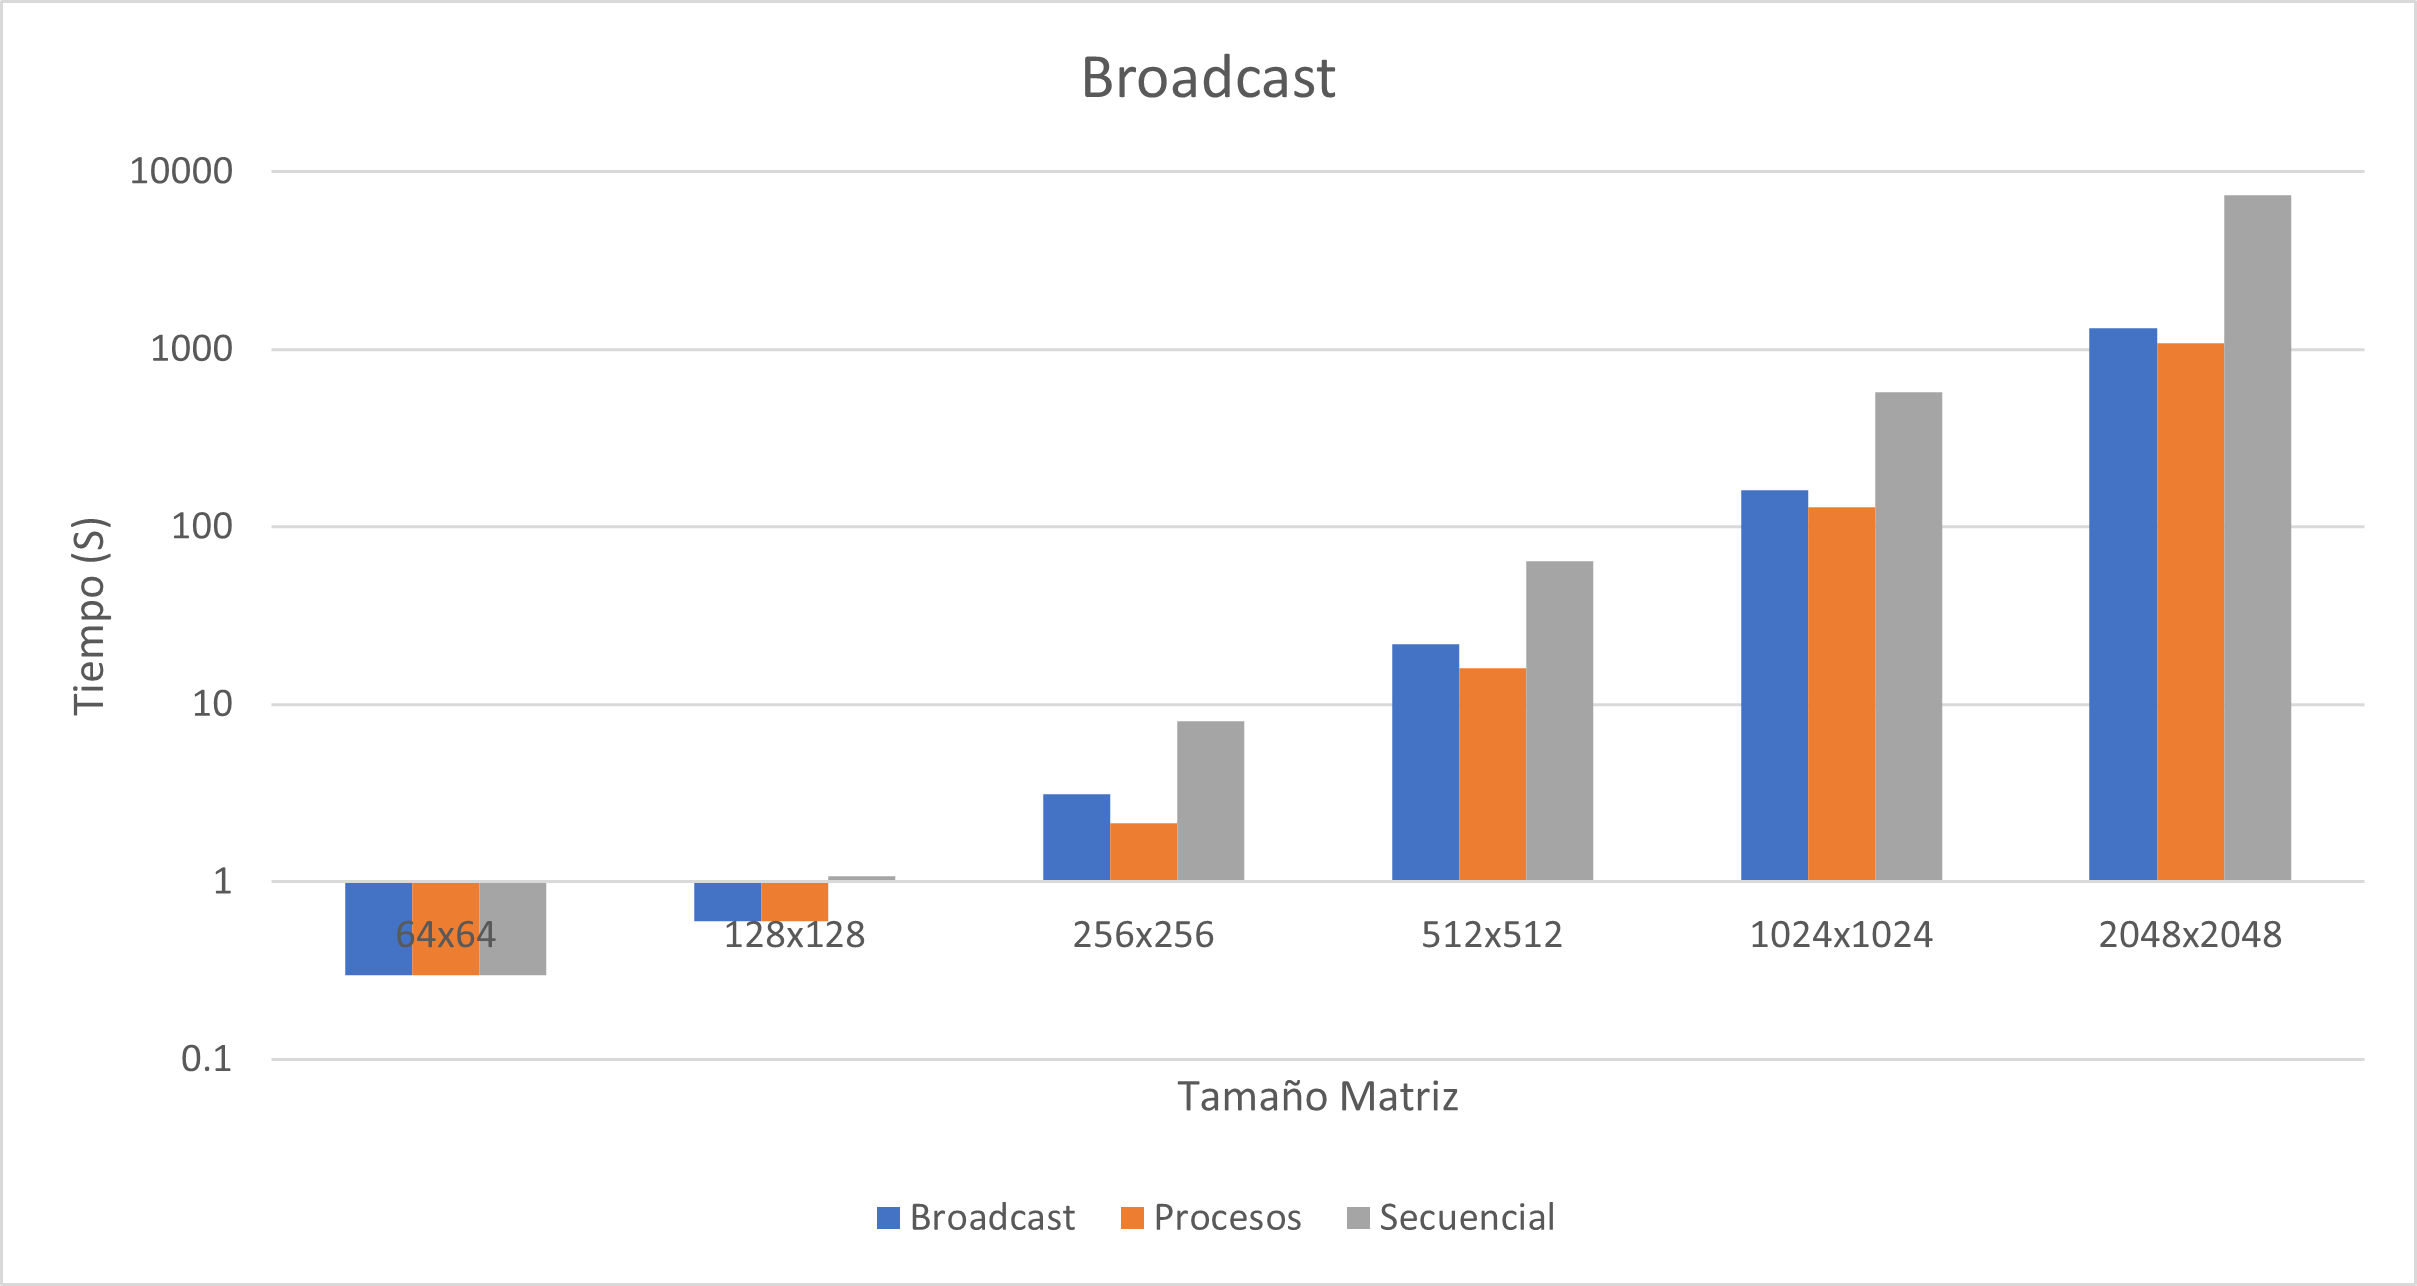 Broadcast
10000
1000
100
10
1
0.1
Tiempo (S)
64x64 128x128 256x256 512x512 1024x1024 2048x2048
Tamaño Matriz
Broadcast Procesos Secuencial